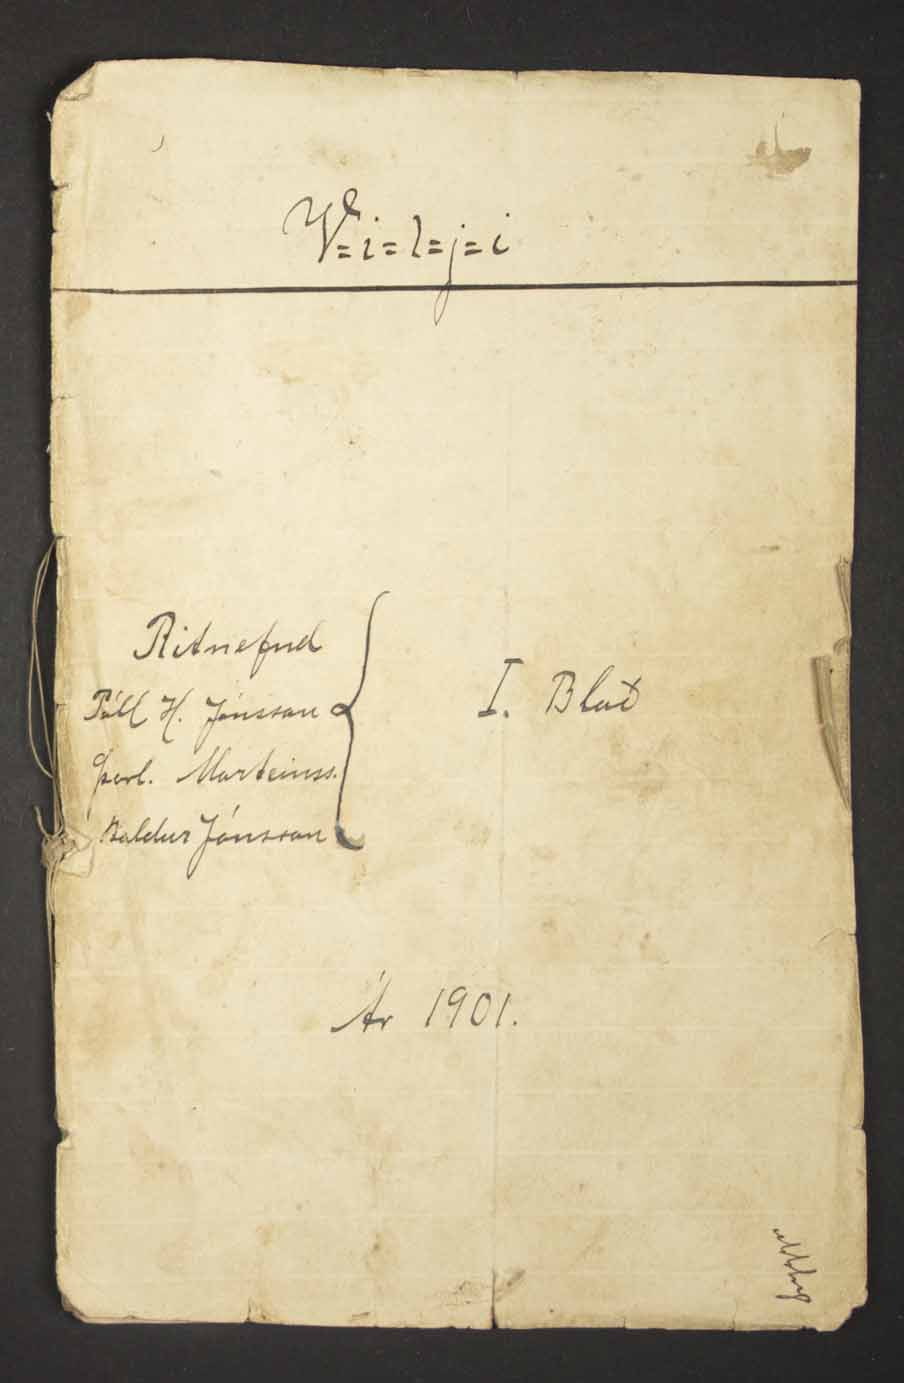 V=i=l=j=i
Ritnefnd
Páll H. Jónsson
Þorl. Marteinss.
Baldur Jónsson
I. Blað
Ár 1901.